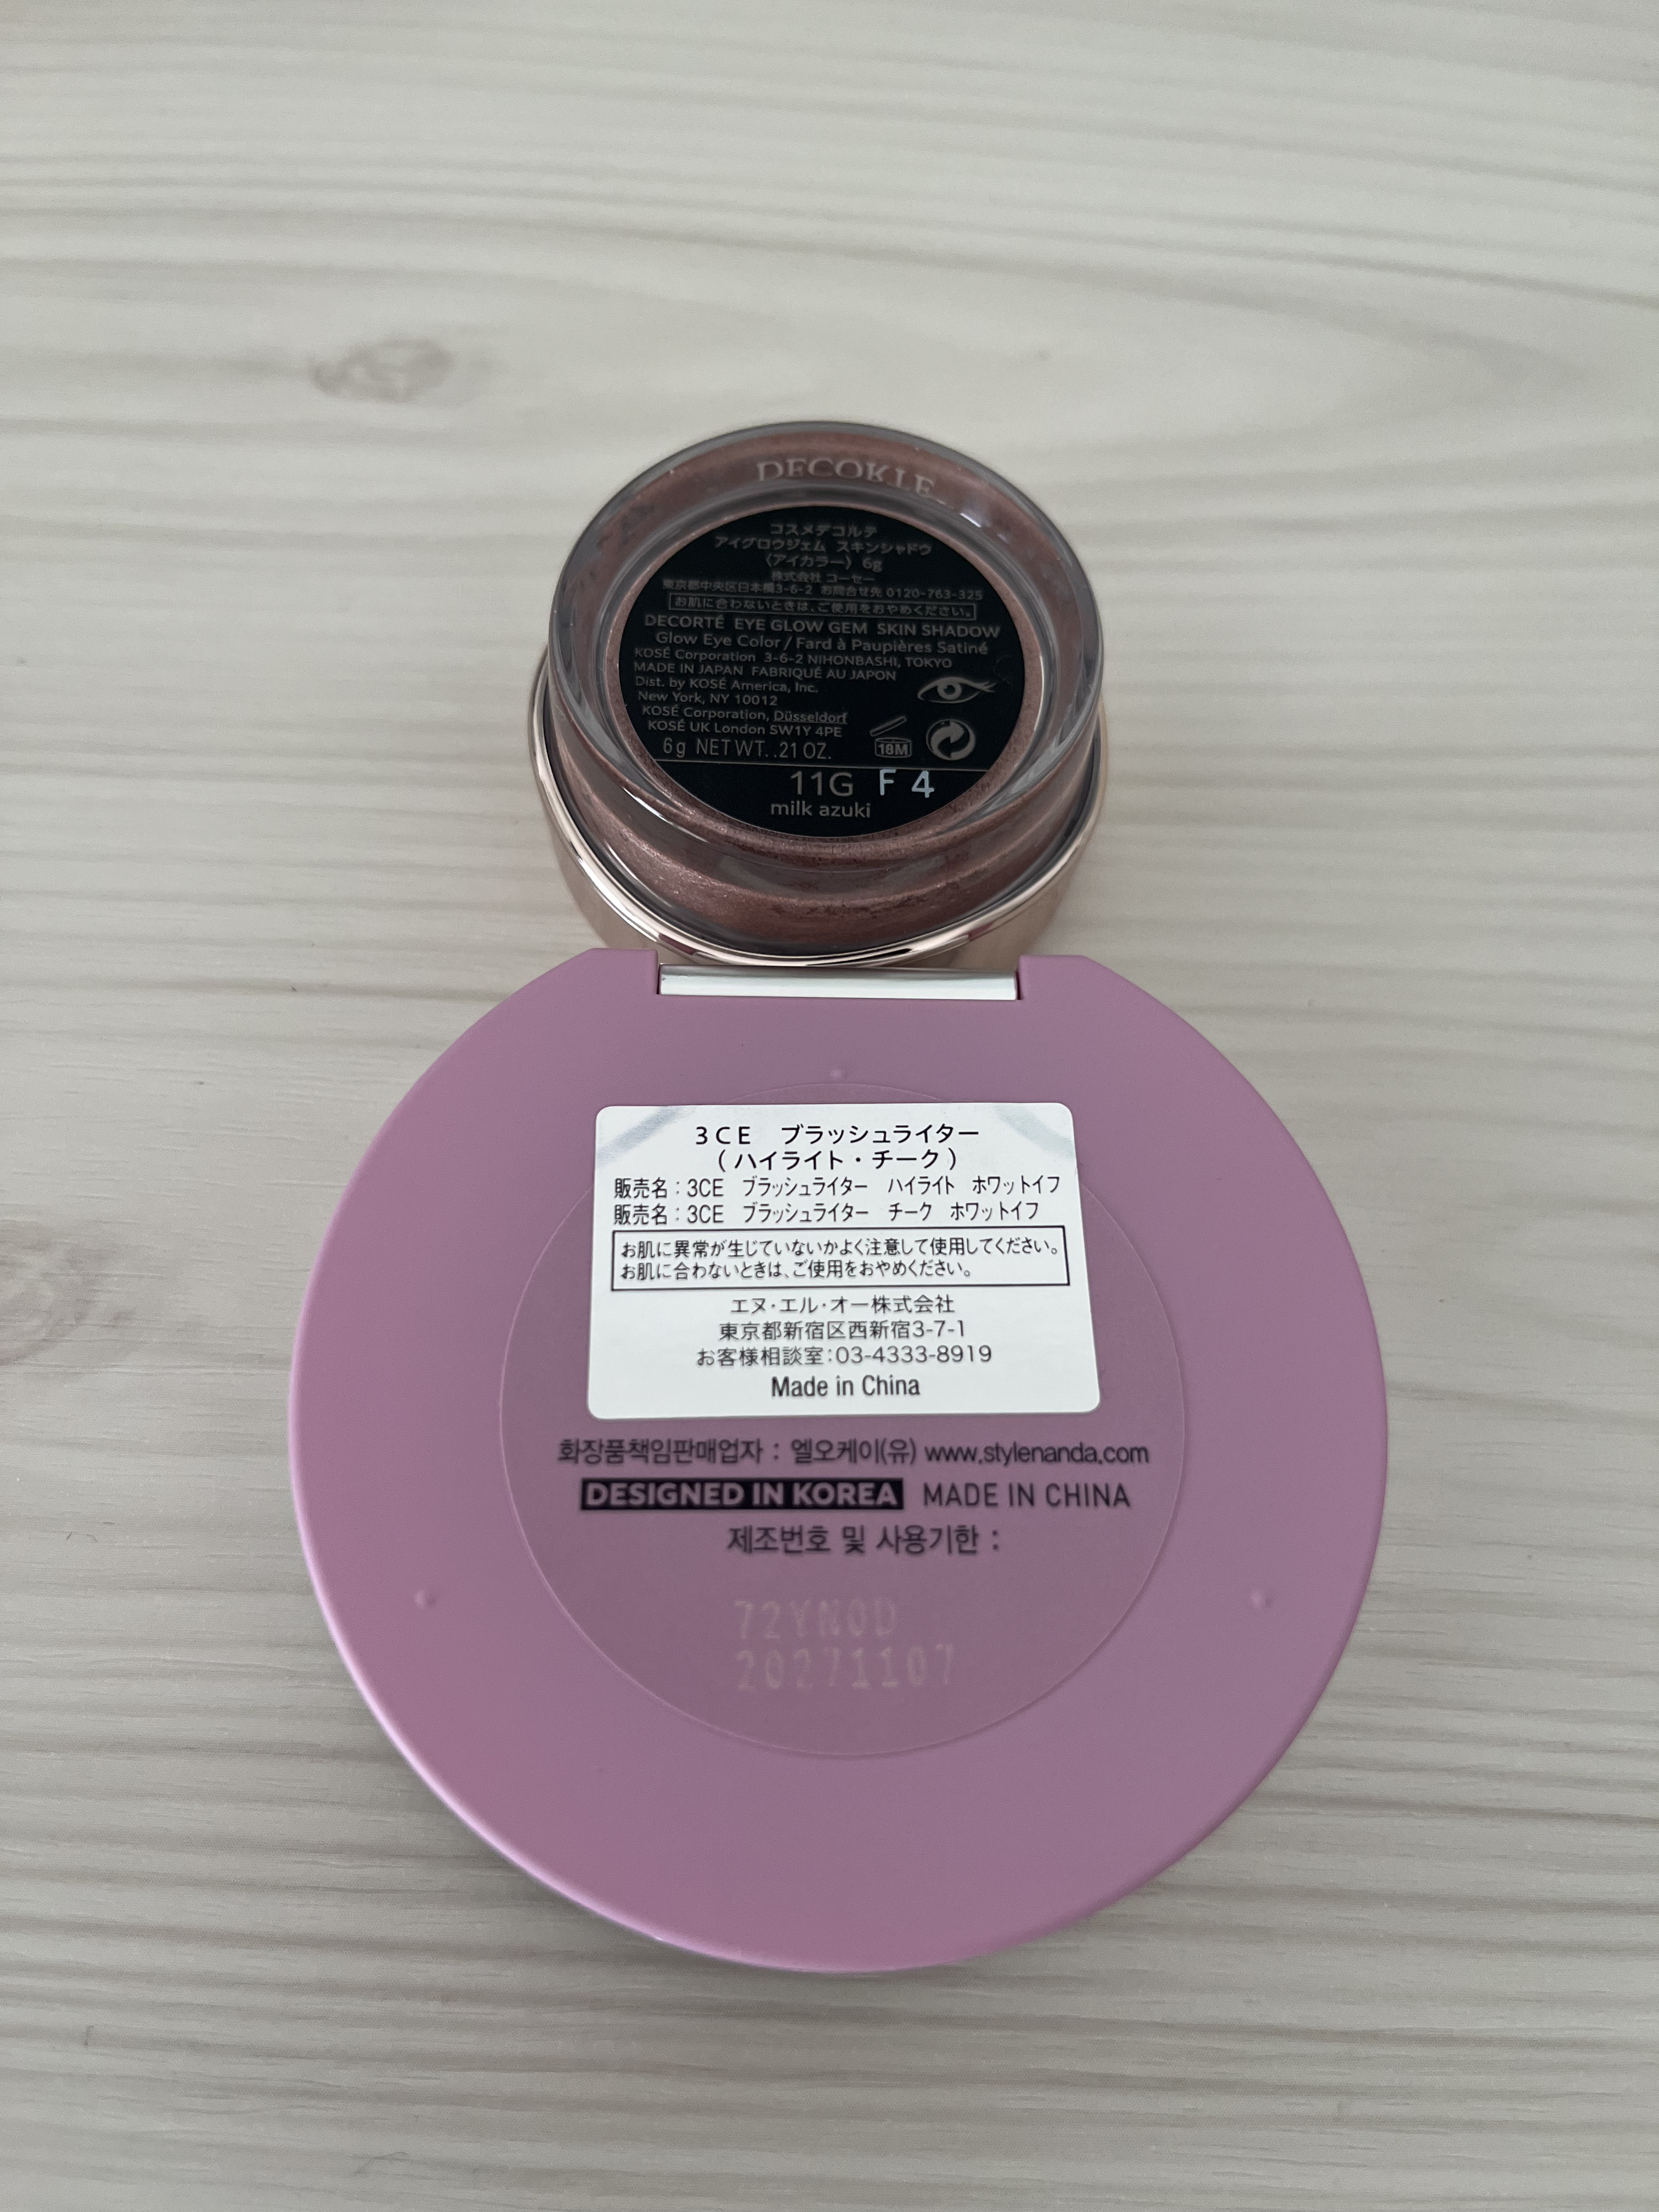 DECORTÉ
コスメデコルテ
アイグロウジェム スキンシャドウ
〈アイカラー〉 6g
株式会社 コーセー
東京都中央区日本橋3-6-2 お問合せ先 0120-763-325
お肌に合わないときは、ご使用をおやめください。
DECORTÉ EYE GLOW GEM SKIN SHADOW
Glow Eye Color / Fard à Paupières Satiné
KOSÉ Corporation 3-6-2 NIHONBASHI, TOKYO
MADE IN JAPAN FABRIQUÉ AU JAPON
Dist. by KOSÉ America, Inc.
New York, NY 10012
KOSÉ Corporation, Düsseldorf
KOSÉ UK London SW1Y 4PE
6g NET WT. .21 OZ.
18M
11G F 4
milk azuki
3CE ブラッシュライター
(ハイライト・チーク)
販売名:3CE ブラッシュライター ハイライト ホワットイフ
販売名:3CE ブラッシュライター チーク ホワットイフ
お肌に異常が生じていないかよく注意して使用してください。
お肌に合わないときは、ご使用をおやめください。
エヌ・エル・オー株式会社
東京都新宿区西新宿3-7-1
お客様相談室:03-4333-8919
Made in China
화장품책임판매업자 : 엘오케이(유) www.stylenanda.com
DESIGNED IN KOREA MADE IN CHINA
제조번호 및 사용기한 :
72YN0D
20271107